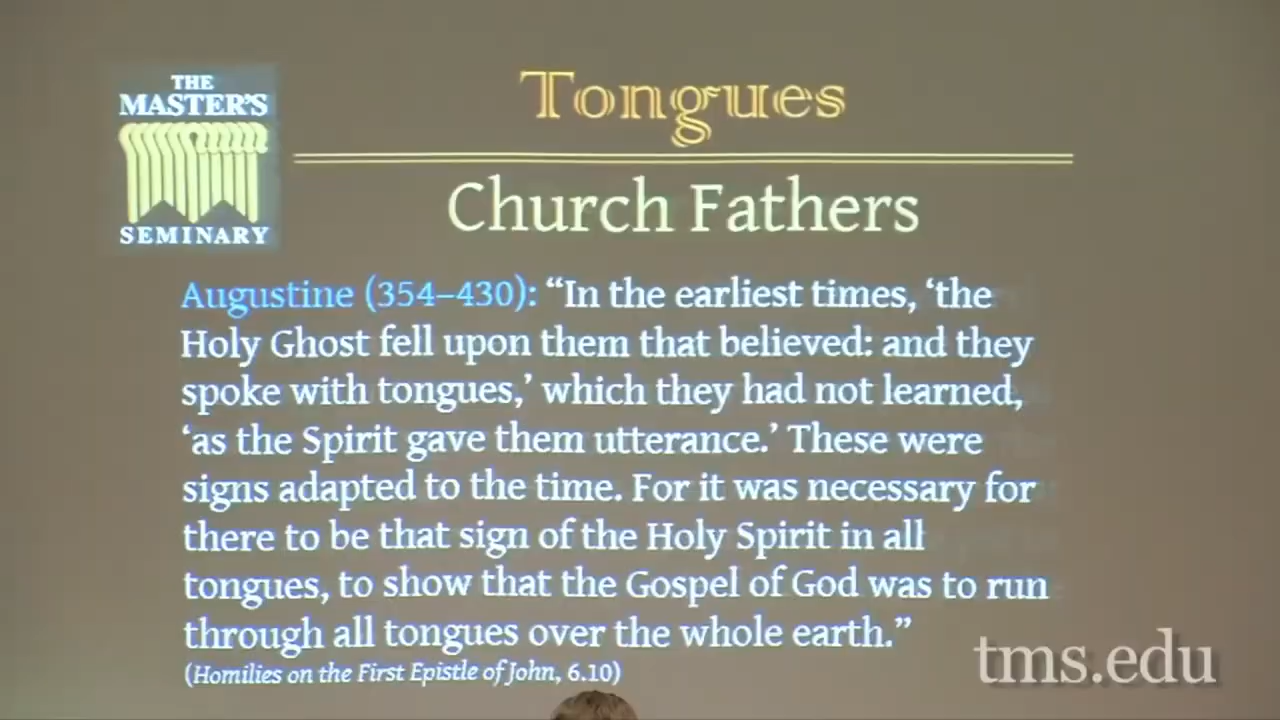 THE
MASTER'S
SEMINARY
Tongues
Church Fathers
Augustine (354–430): “In the earliest times, ‘the
Holy Ghost fell upon them that believed: and they
spoke with tongues,’ which they had not learned,
‘as the Spirit gave them utterance.’ These were
signs adapted to the time. For it was necessary for
there to be that sign of the Holy Spirit in all
tongues, to show that the Gospel of God was to run
through all tongues over the whole earth.”
(Homilies on the First Epistle of John, 6.10)
tms.edu